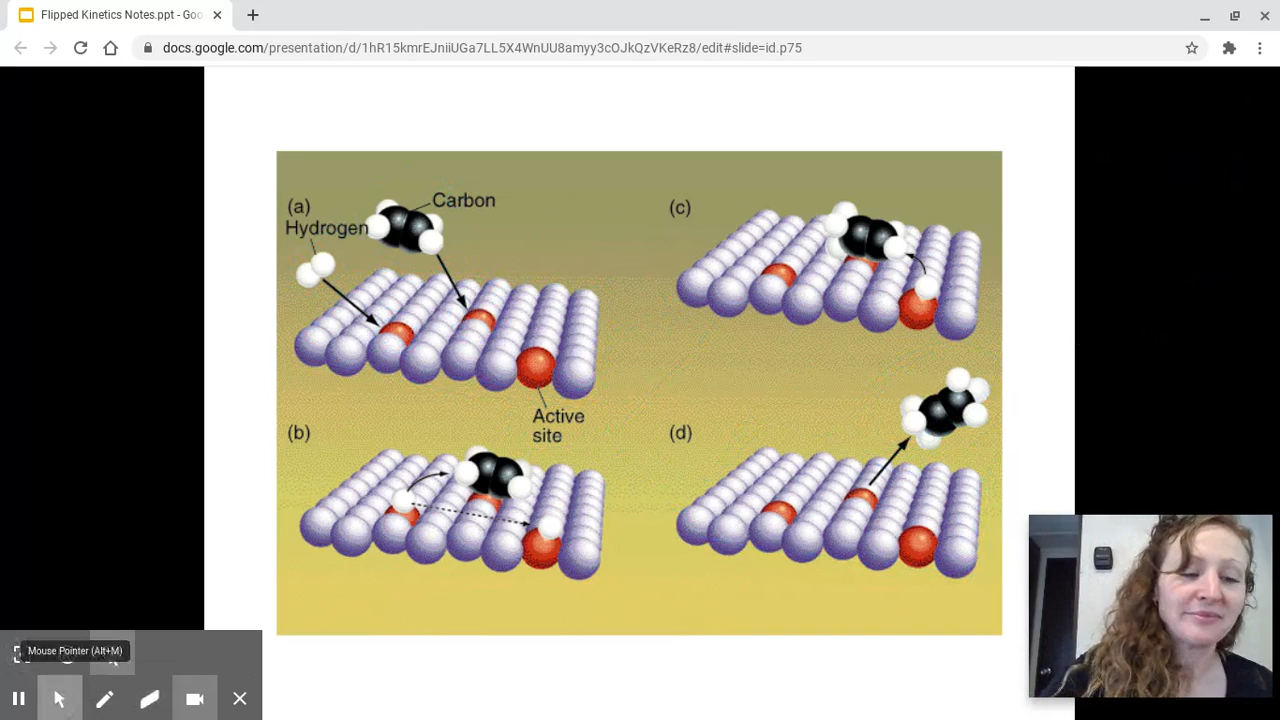 Flipped Kinetics Notes.ppt - Goo
docs.google.com/presentation/d/1hR15kmrEJniiUGa7LL5X4WnUU8amyy3cOJkQzVKeRz8/edit#slide=id.p75
(a)
Carbon
Hydrogen
Active
site
(b)
(c)
(d)
Mouse Pointer (Alt+M)